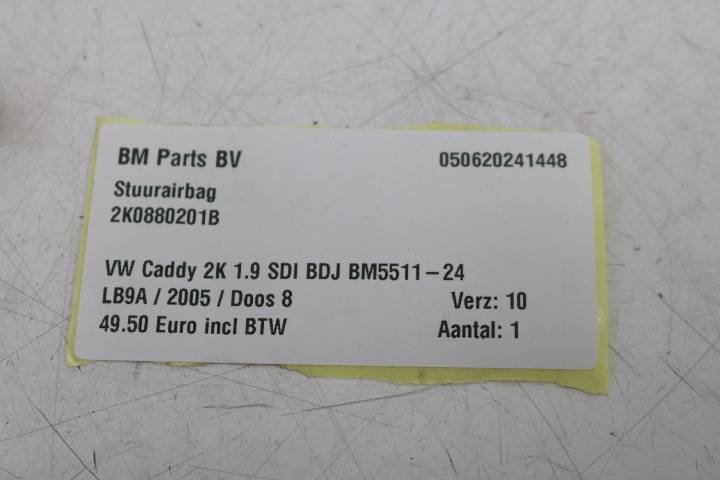 BM Parts BV 050620241448
Stuurairbag
2K0880201B
VW Caddy 2K 1.9 SDI BDJ BM5511-24
LB9A / 2005 / Doos 8 Verz: 10
49.50 Euro incl BTW Aantal: 1